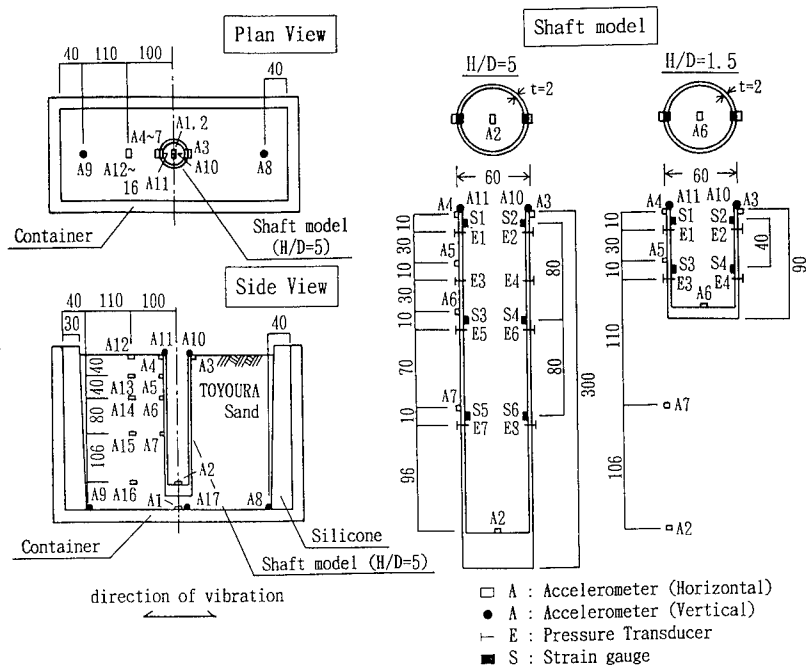 Plan View
40 110 100 40
A4~7 A1, 2
A3
A9 A12~ A10 A8
16 A11
Container
Shaft model
(H/D=5)
Side View
40 110 100 40
30
A12 A11 A10
40 A4 A3
40 A13 A5 TOYOURA
80 A14 A6 Sand
A15 A7
106
A2
A9 A16 A1 A17 A8
Container
Silicone
Shaft model (H/D=5)
direction of vibration
Shaft model
H/D=5
t=2
A2
60
A4 A11 A10 A3
10 S1 S2
30 E1 E2
A5 80
10 E3 E4
30 A6
10 S3 S4
E5 E6
70 80 300
A7
10 S5 S6
E7 E8
96
A2
H/D=1.5
t=2
A6
60
A4 A11 A10 A3
10 S1 S2
30 E1 E2 40 90
A5
10 S3 S4
E3 E4
A6
110
A7
106
A2
A : Accelerometer (Horizontal)
A : Accelerometer (Vertical)
E : Pressure Transducer
S : Strain gauge